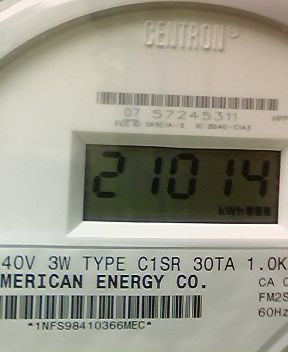 CENTRON®
07 57245311
21014
kWh
40V 3W TYPE C1SR 30TA 1.0K
MERICAN ENERGY CO.
CA 0
FM2S
60Hz
*1NFS98410366MEC*